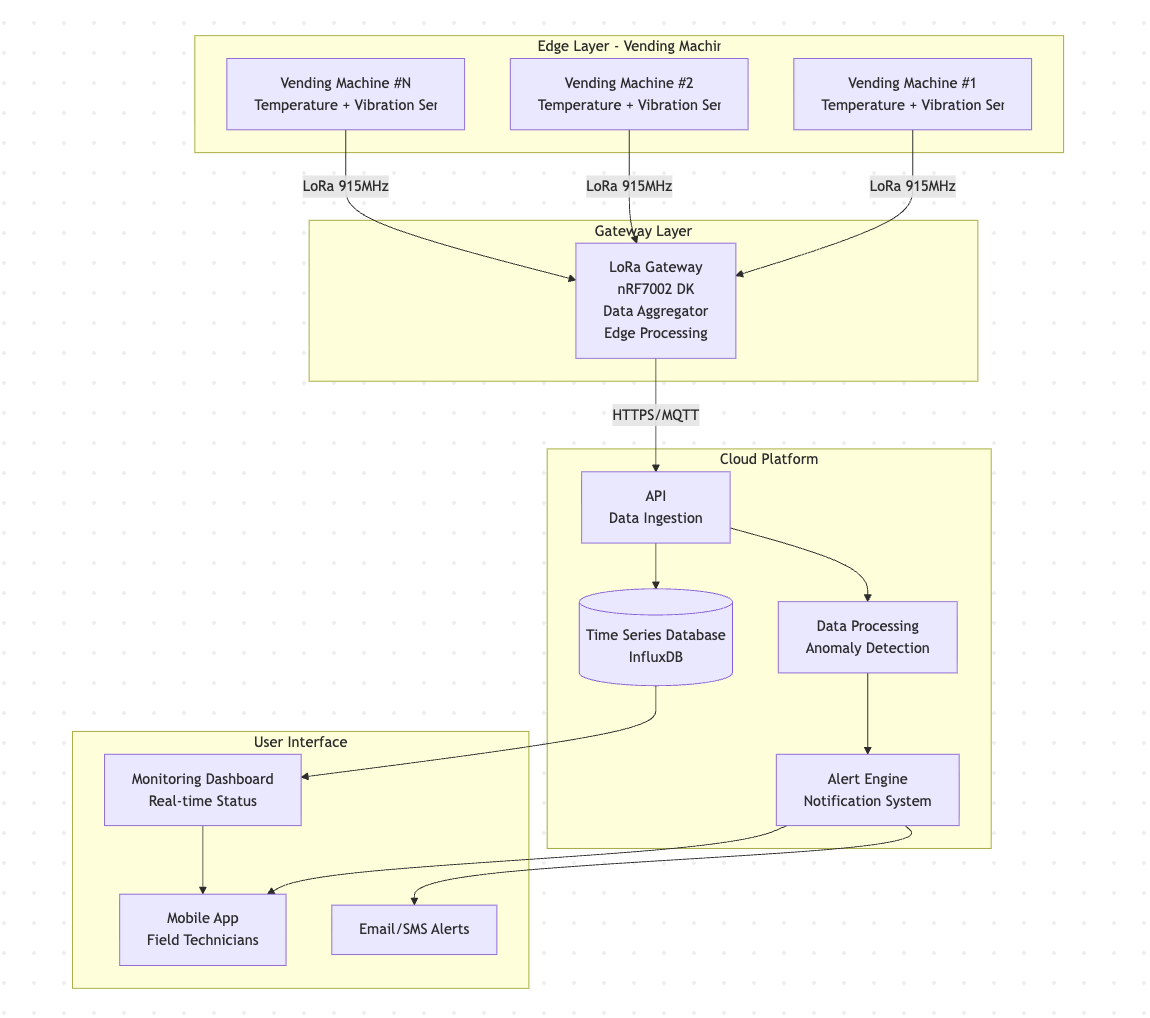 Edge Layer - Vending Machin
Vending Machine #N
Temperature + Vibration Ser
Vending Machine #2
Temperature + Vibration Ser
Vending Machine #1
Temperature + Vibration Ser
LoRa 915MHz
LoRa 915MHz
LoRa 915MHz
Gateway Layer
LoRa Gateway
nRF7002 DK
Data Aggregator
Edge Processing
HTTPS/MQTT
Cloud Platform
API
Data Ingestion
Time Series Database
InfluxDB
Data Processing
Anomaly Detection
User Interface
Monitoring Dashboard
Real-time Status
Alert Engine
Notification System
Mobile App
Field Technicians
Email/SMS Alerts